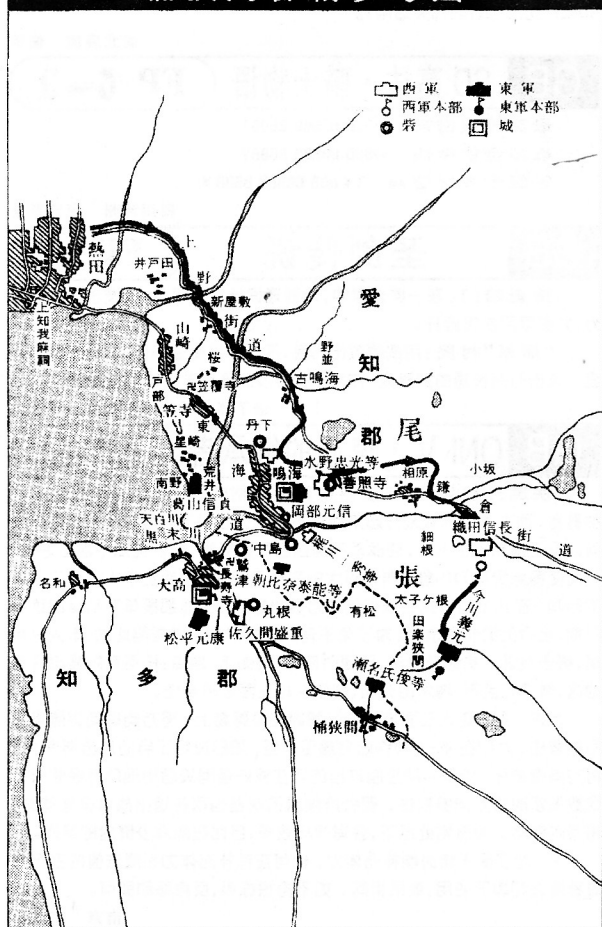 西軍
東軍
西軍本部
東軍本部
砦
城
熱田
上知我麻祠
井戸田
上野街道
新屋敷
山崎
桜
笠覆寺
戸部
笠寺
東海道
星崎
南野
荒井
葛山信貞
天白川
黒末川
愛知郡
野並
古鳴海
丹下
鳴海
水野忠光等
善照寺
岡部元信
相原
鎌倉街道
小坂
尾張
細根
織田信長
中島
鷲津
長寿寺
朝比奈泰能等
丸根
佐久間盛重
大高
松平元康
名和
知多郡
有松
太子ケ根
田楽狭間
今川義元
瀬名氏俊等
桶狭間